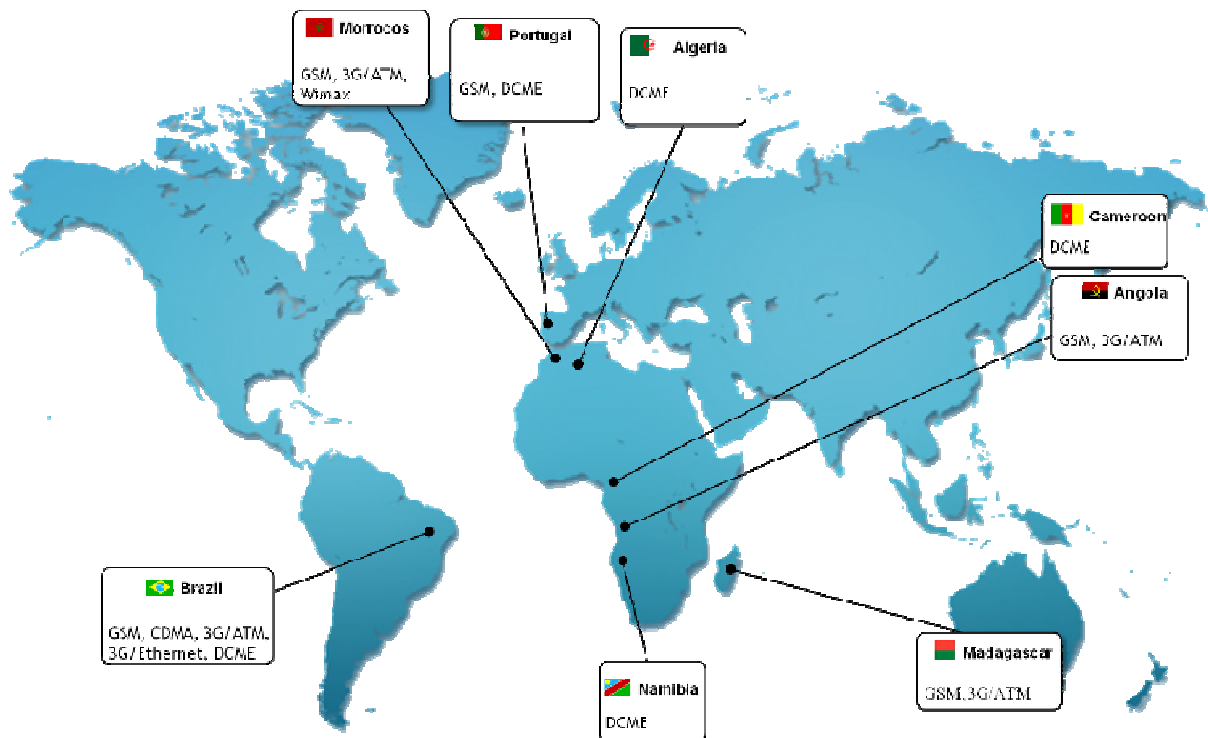 Morrocos
GSM, 3G/ATM,
Wimax
Portugal
GSM, DCME
Algeria
DCME
Cameroon
DCME
Angola
GSM, 3G/ATM
Brazil
GSM, CDMA, 3G/ATM,
3G/Ethernet, DCME
Namibia
DCME
Madagascar
GSM,3G/ATM